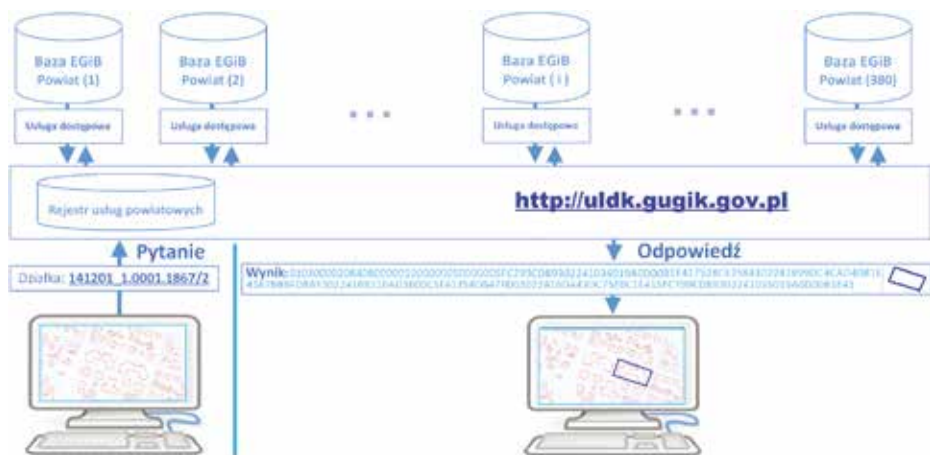 Baza EGiB
Powiat (1)
Baza EGiB
Powiat (2)
Baza EGiB
Powiat ( i )
Baza EGiB
Powiat (380)
Usługa dostępowa
Usługa dostępowa
...
Usługa dostępowa
...
Usługa dostępowa
Rejestr usług powiatowych
http://uldk.gugik.gov.pl
Pytanie
Odpowiedź
Działka: 141201_1.0001.1867/2
Wynik: